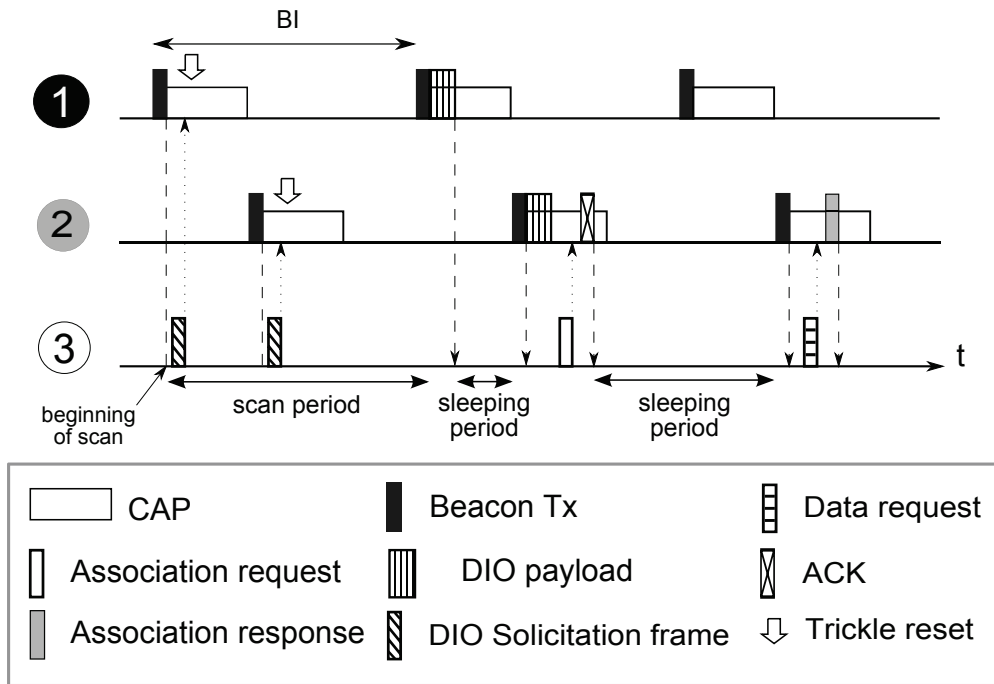 BI
1
2
3
t
beginning
of scan
scan period
sleeping
period
sleeping
period
CAP
Beacon Tx
Data request
Association request
DIO payload
ACK
Association response
DIO Solicitation frame
Trickle reset